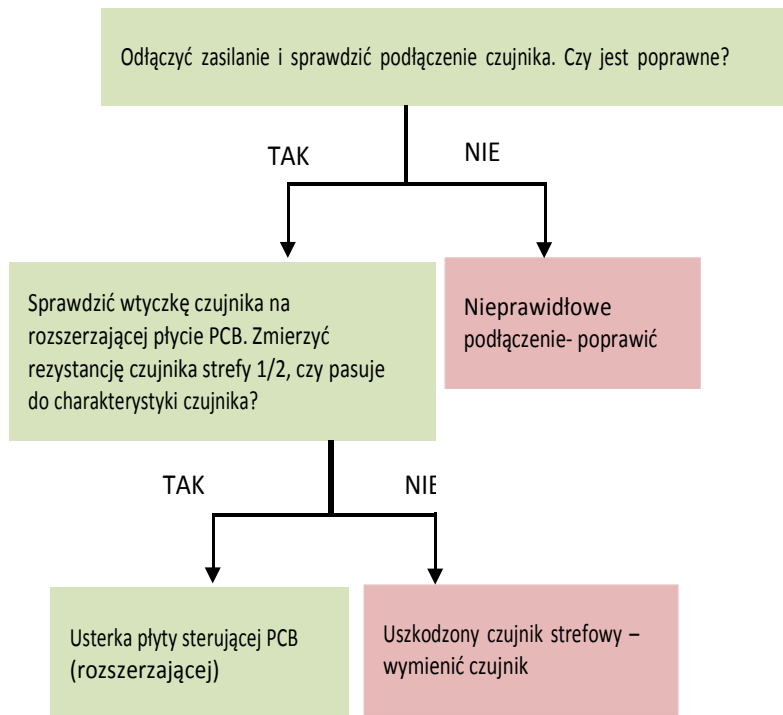 Odłączyć zasilanie i sprawdzić podłączenie czujnika. Czy jest poprawne?
TAK
NIE
Sprawdzić wtyczkę czujnika na
rozszerzającej płycie PCB. Zmierzyć
rezystancję czujnika strefy 1/2, czy pasuje
do charakterystyki czujnika?
Nieprawidłowe
podłączenie- poprawić
TAK
NIE
Usterka płyty sterującej PCB
(rozszerzającej)
Uszkodzony czujnik strefowy –
wymienić czujnik